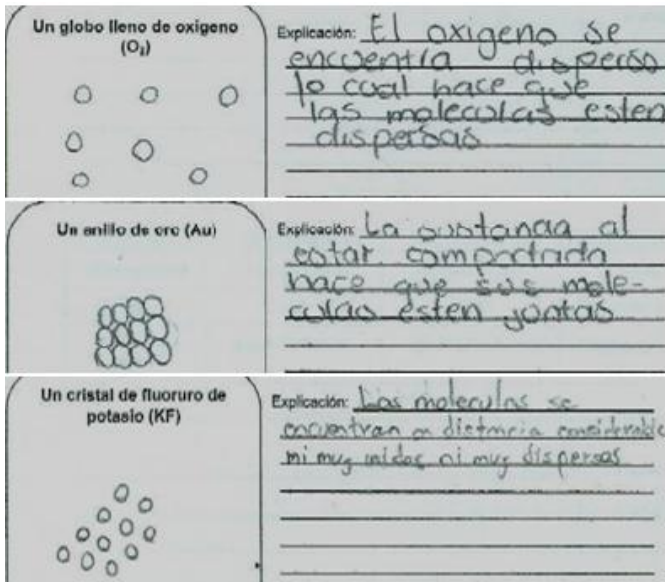 Un globo lleno de oxigeno
(O₂)
Explicación: El oxigeno se
encuentra disperso
lo cual hace que
las moleculas esten
dispersas
Un anillo de oro (Au)
Explicación: La sustancia al
estar compactada
hace que sus mole-
culas esten juntas
Un cristal de fluoruro de
potasio (KF)
Explicación: Las moleculas se
encuentran a distancia considerable
ni muy unidas ni muy dispersas